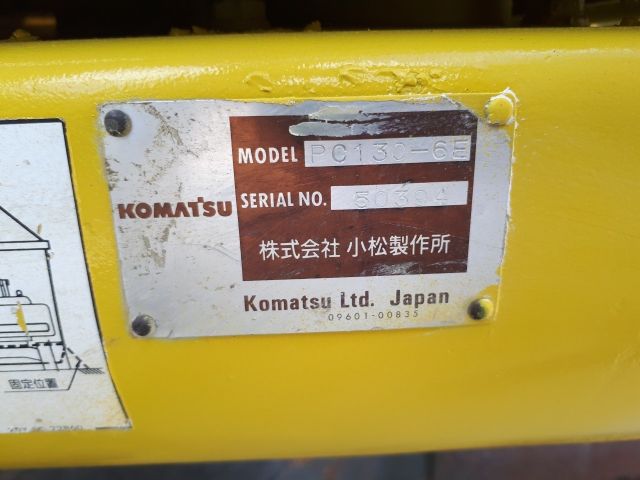 MODEL PC130-6E
KOMATSU
SERIAL NO. 50304
株式会社 小松製作所
Komatsu Ltd. Japan
09601-00835
固定位置